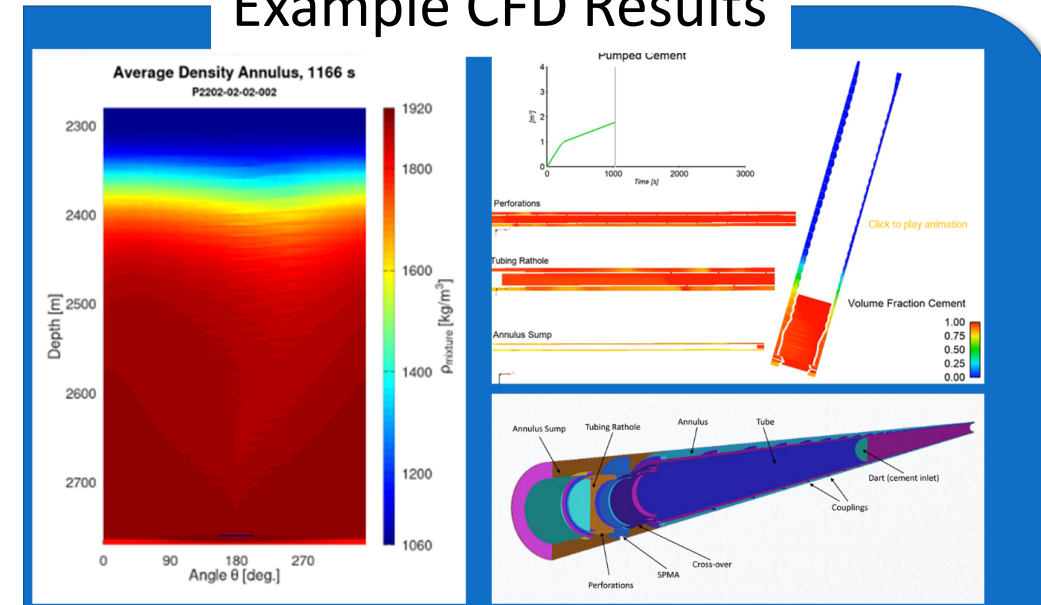 Example CFD Results
Average Density Annulus, 1166 s
P2202-02-02-002
2300
2400
2500
2600
2700
Depth [m]
0 90 180 270
Angle θ [deg.]
1920
1800
1600
1400
1200
1060
ρmixture [kg/m³]
Pumped Cement
4
3
2
1
0
[m³]
0 1000 2000 3000
Time [s]
Perforations
Tubing Rathole
Annulus Sump
Click to play animation
Volume Fraction Cement
1.00
0.75
0.50
0.25
0.00
Annulus Sump
Tubing Rathole
Annulus
Tube
Dart (cement inlet)
Couplings
Cross-over
SPMA
Perforations